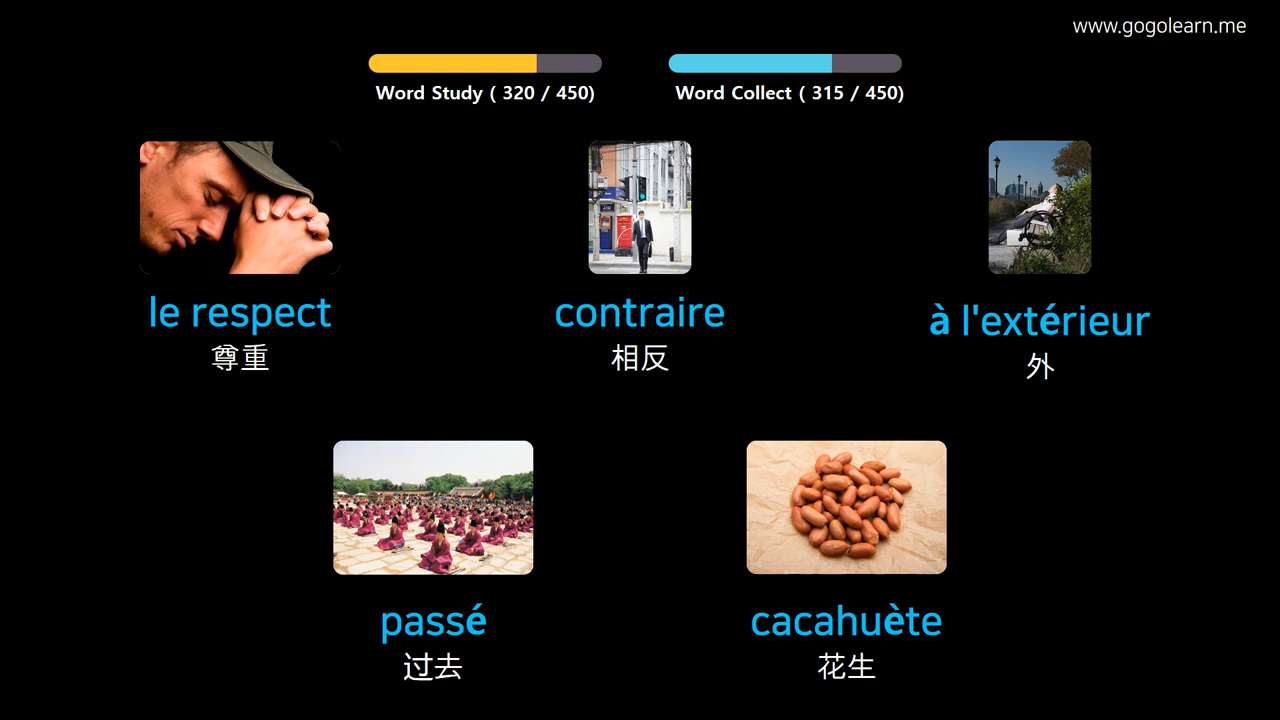 www.gogolearn.me
Word Study ( 320 / 450)
Word Collect ( 315 / 450)
le respect
尊重
contraire
相反
à l'extérieur
外
passé
过去
cacahuète
花生